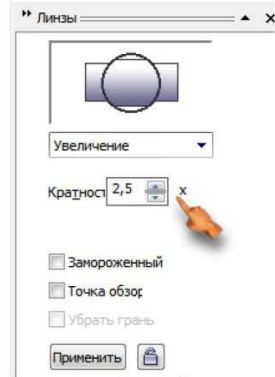 Линзы
Увеличение
Кратност 2,5 x
Замороженный
Точка обзор
Убрать грань
Применить